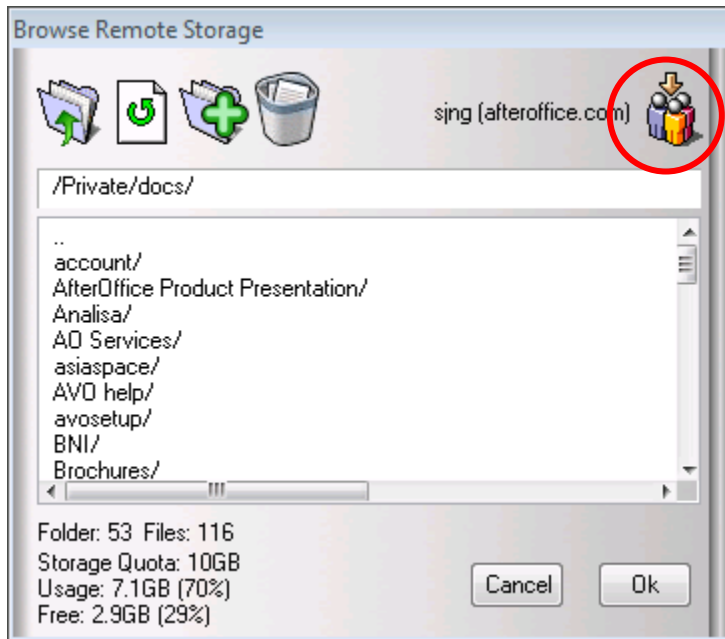 Browse Remote Storage
sjng (afteroffice.com)
/Private/docs/
..
account/
AfterOffice Product Presentation/
Analisa/
AO Services/
asiaspace/
AVO help/
avosetup/
BNI/
Brochures/
Folder: 53 Files: 116
Storage Quota: 10GB
Usage: 7.1GB (70%)
Free: 2.9GB (29%)
Cancel
Ok